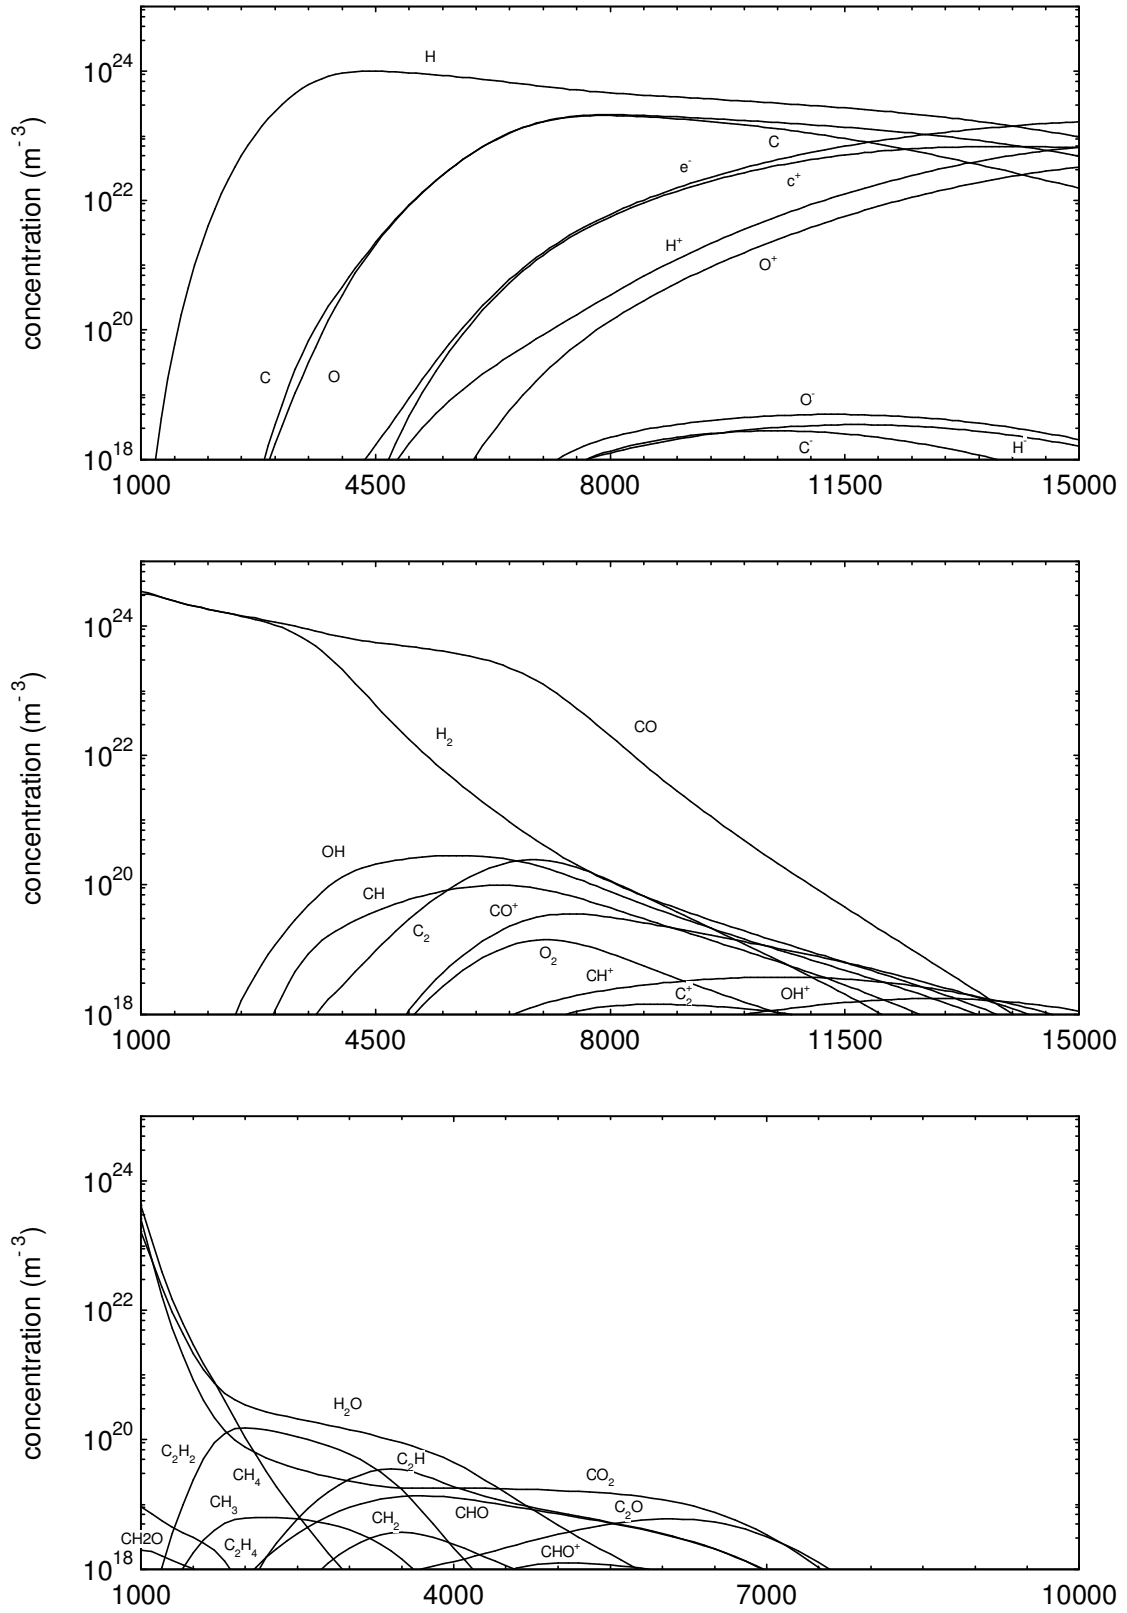 concentration (m⁻³)
10²⁴
10²²
10²⁰
10¹⁸
H
C
e⁻
c⁺
H⁺
O⁺
C
O
O⁻
C⁻
H⁻
1000 4500 8000 11500 15000
concentration (m⁻³)
10²⁴
10²²
10²⁰
10¹⁸
H₂
CO
OH
CH
C₂
CO⁺
O₂
CH⁺
C₂⁺
OH⁺
1000 4500 8000 11500 15000
concentration (m⁻³)
10²⁴
10²²
10²⁰
10¹⁸
H₂O
C₂H₂
C₂H
CH₄
CO₂
CH₃
C₂O
CH₂
CHO
CH2O
C₂H₄
CHO⁺
1000 4000 7000 10000